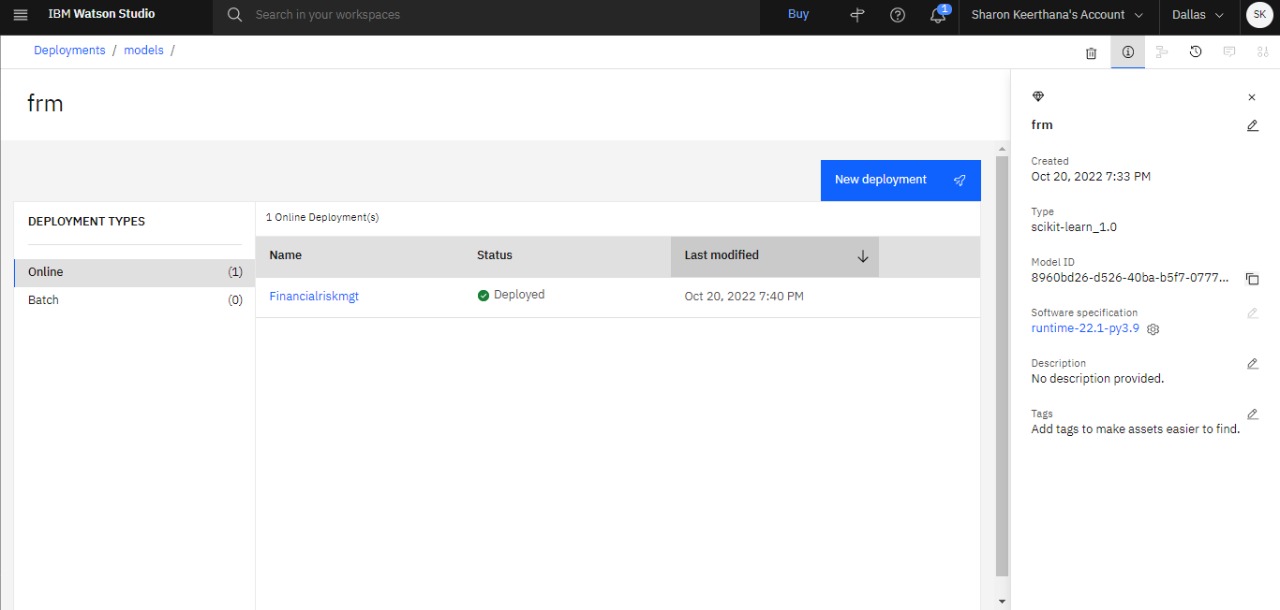 IBM Watson Studio
Search in your workspaces
Buy
1
Sharon Keerthana's Account
Dallas
SK
Deployments / models /
frm
New deployment
DEPLOYMENT TYPES
Online (1)
Batch (0)
1 Online Deployment(s)
Name Status Last modified
Financialriskmgt Deployed Oct 20, 2022 7:40 PM
frm
Created
Oct 20, 2022 7:33 PM
Type
scikit-learn_1.0
Model ID
8960bd26-d526-40ba-b5f7-0777...
Software specification
runtime-22.1-py3.9
Description
No description provided.
Tags
Add tags to make assets easier to find.